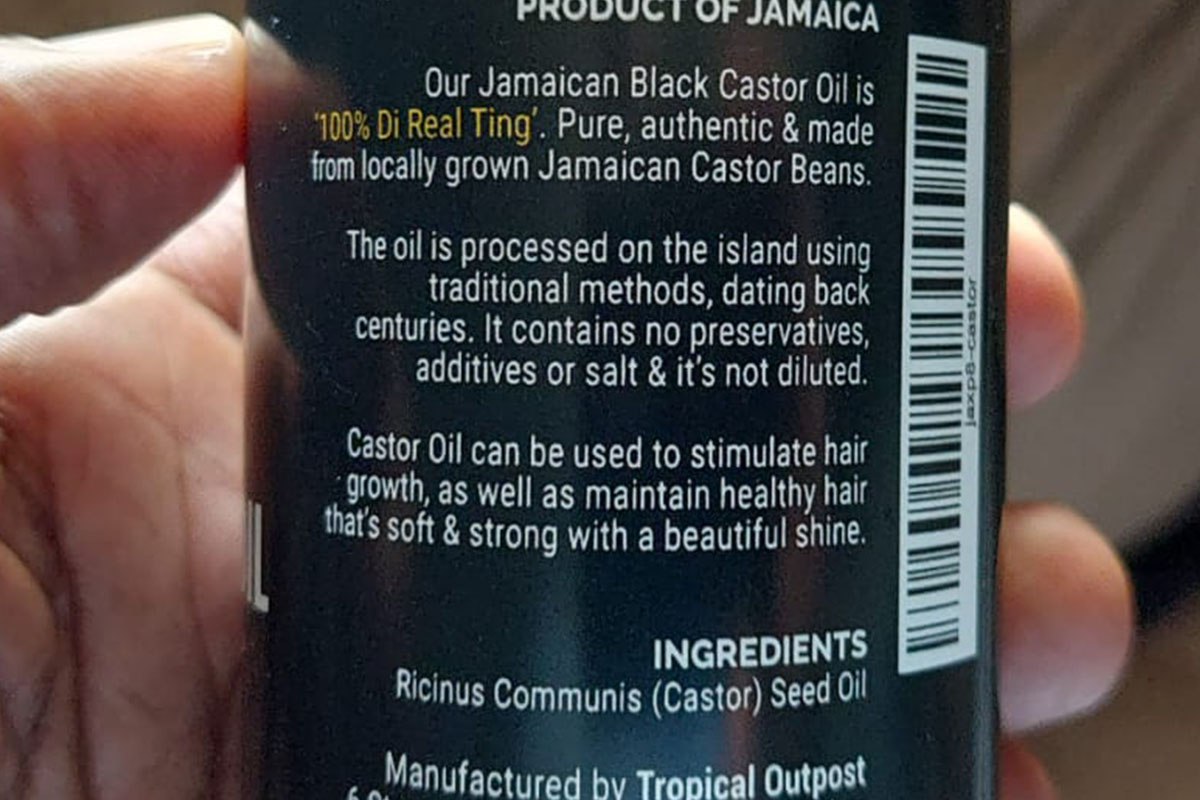 PRODUCT OF JAMAICA
Our Jamaican Black Castor Oil is
'100% Di Real Ting'. Pure, authentic & made
from locally grown Jamaican Castor Beans.
The oil is processed on the island using
traditional methods, dating back
centuries. It contains no preservatives,
additives or salt & it's not diluted.
Castor Oil can be used to stimulate hair
growth, as well as maintain healthy hair
that's soft & strong with a beautiful shine.
INGREDIENTS
Ricinus Communis (Castor) Seed Oil
Manufactured by Tropical Outpost
jaxp8-castor